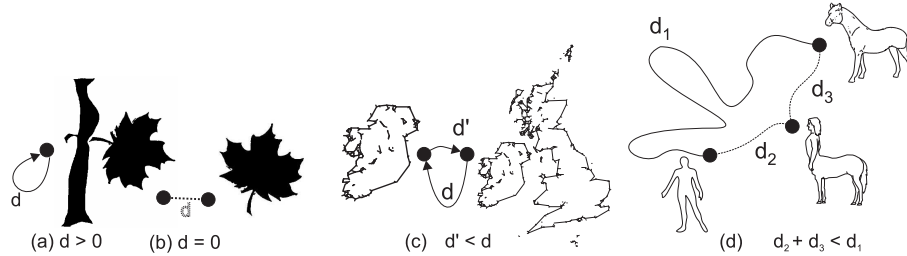 d
(a) d > 0
d
(b) d = 0
d'
d
(c) d' < d
d₁
d₃
d₂
(d) d₂ + d₃ < d₁